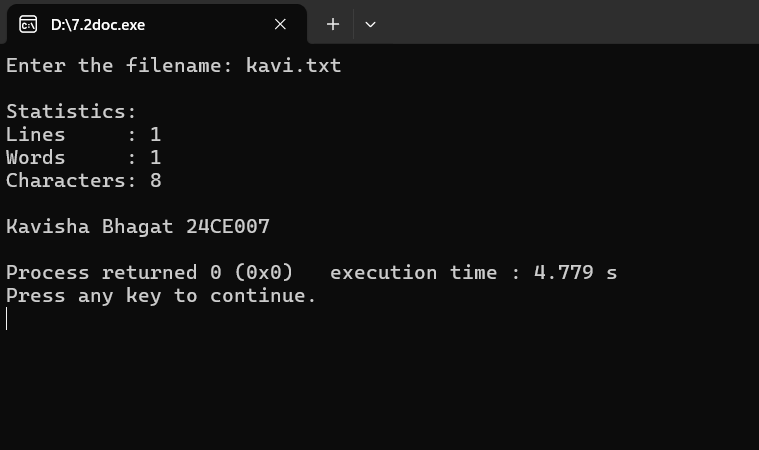 D:\7.2doc.exe
Enter the filename: kavi.txt
Statistics:
Lines     : 1
Words     : 1
Characters: 8
Kavisha Bhagat 24CE007
Process returned 0 (0x0)   execution time : 4.779 s
Press any key to continue.